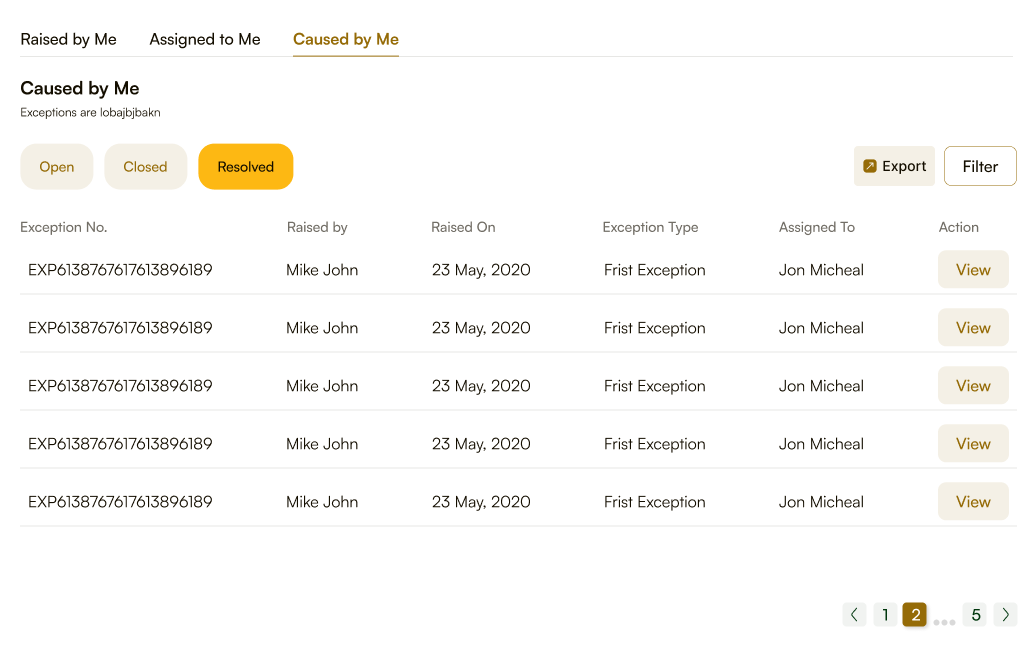 Raised by Me Assigned to Me Caused by Me
Caused by Me
Exceptions are lobajbjbakn
Open Closed Resolved Export Filter
Exception No. Raised by Raised On Exception Type Assigned To Action
EXP6138767617613896189 Mike John 23 May, 2020 Frist Exception Jon Micheal View
EXP6138767617613896189 Mike John 23 May, 2020 Frist Exception Jon Micheal View
EXP6138767617613896189 Mike John 23 May, 2020 Frist Exception Jon Micheal View
EXP6138767617613896189 Mike John 23 May, 2020 Frist Exception Jon Micheal View
EXP6138767617613896189 Mike John 23 May, 2020 Frist Exception Jon Micheal View
1 2 ... 5